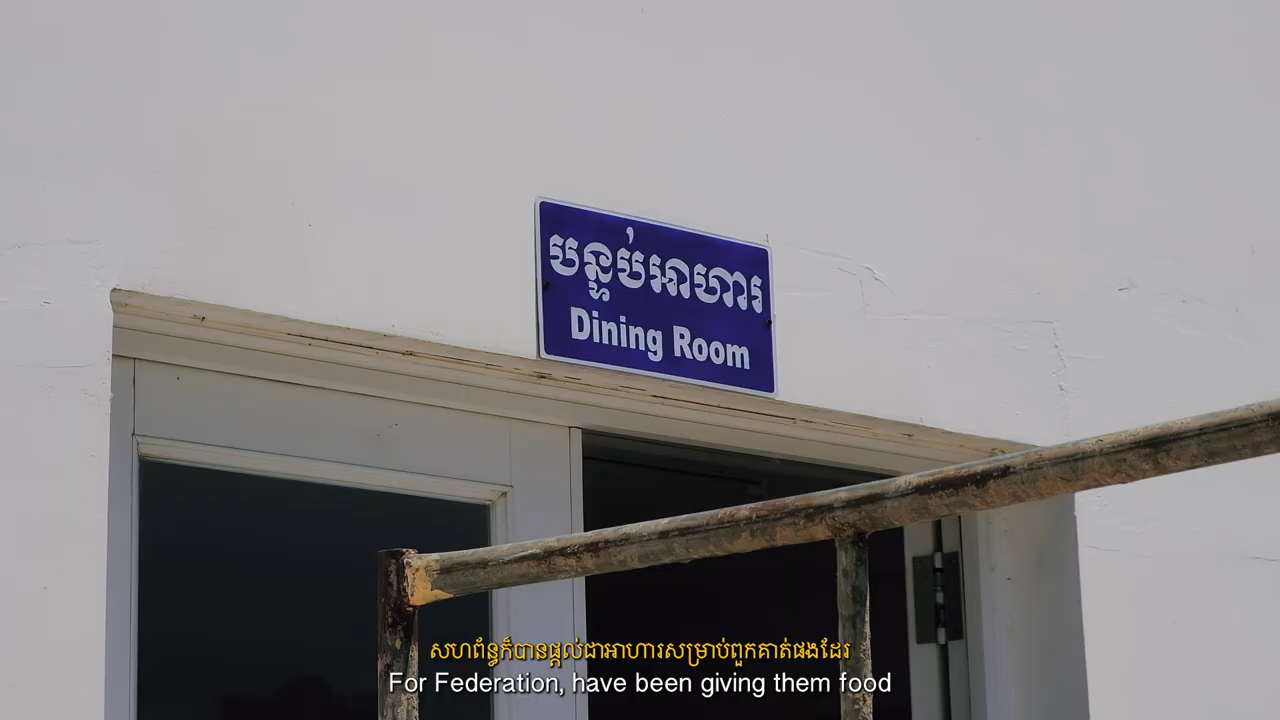 បន្ទប់អាហារ
Dining Room
សហព័ន្ធក៏បានផ្តល់ជាអាហារសម្រាប់ពួកគាត់ផងដែរ
For Federation, have been giving them food